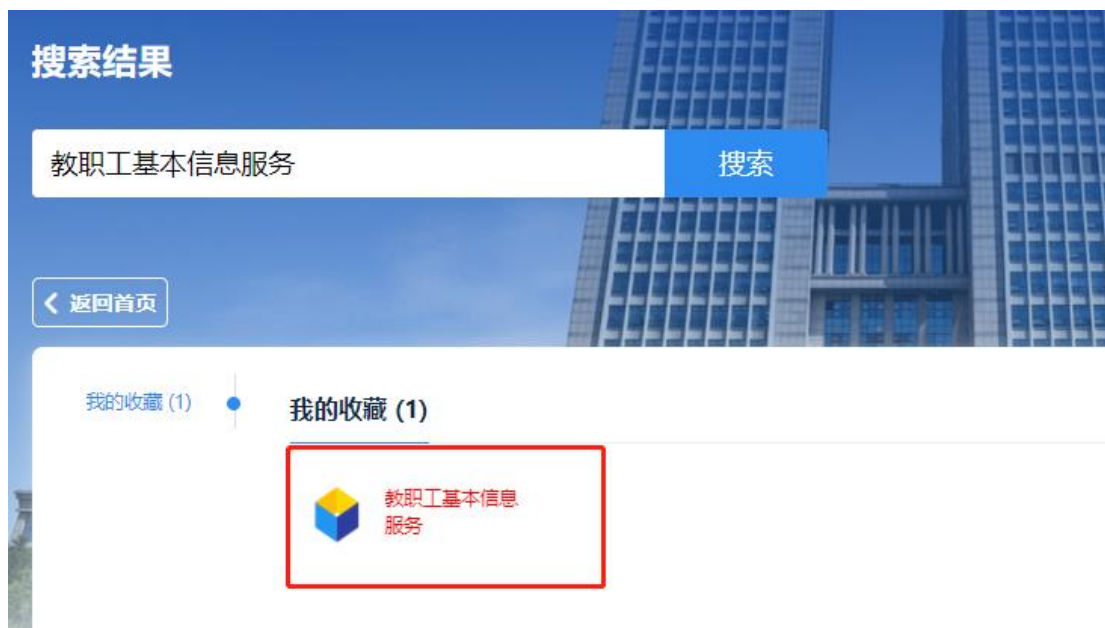 搜索结果
教职工基本信息服务
搜索
返回首页
我的收藏 (1)
我的收藏 (1)
教职工基本信息
服务